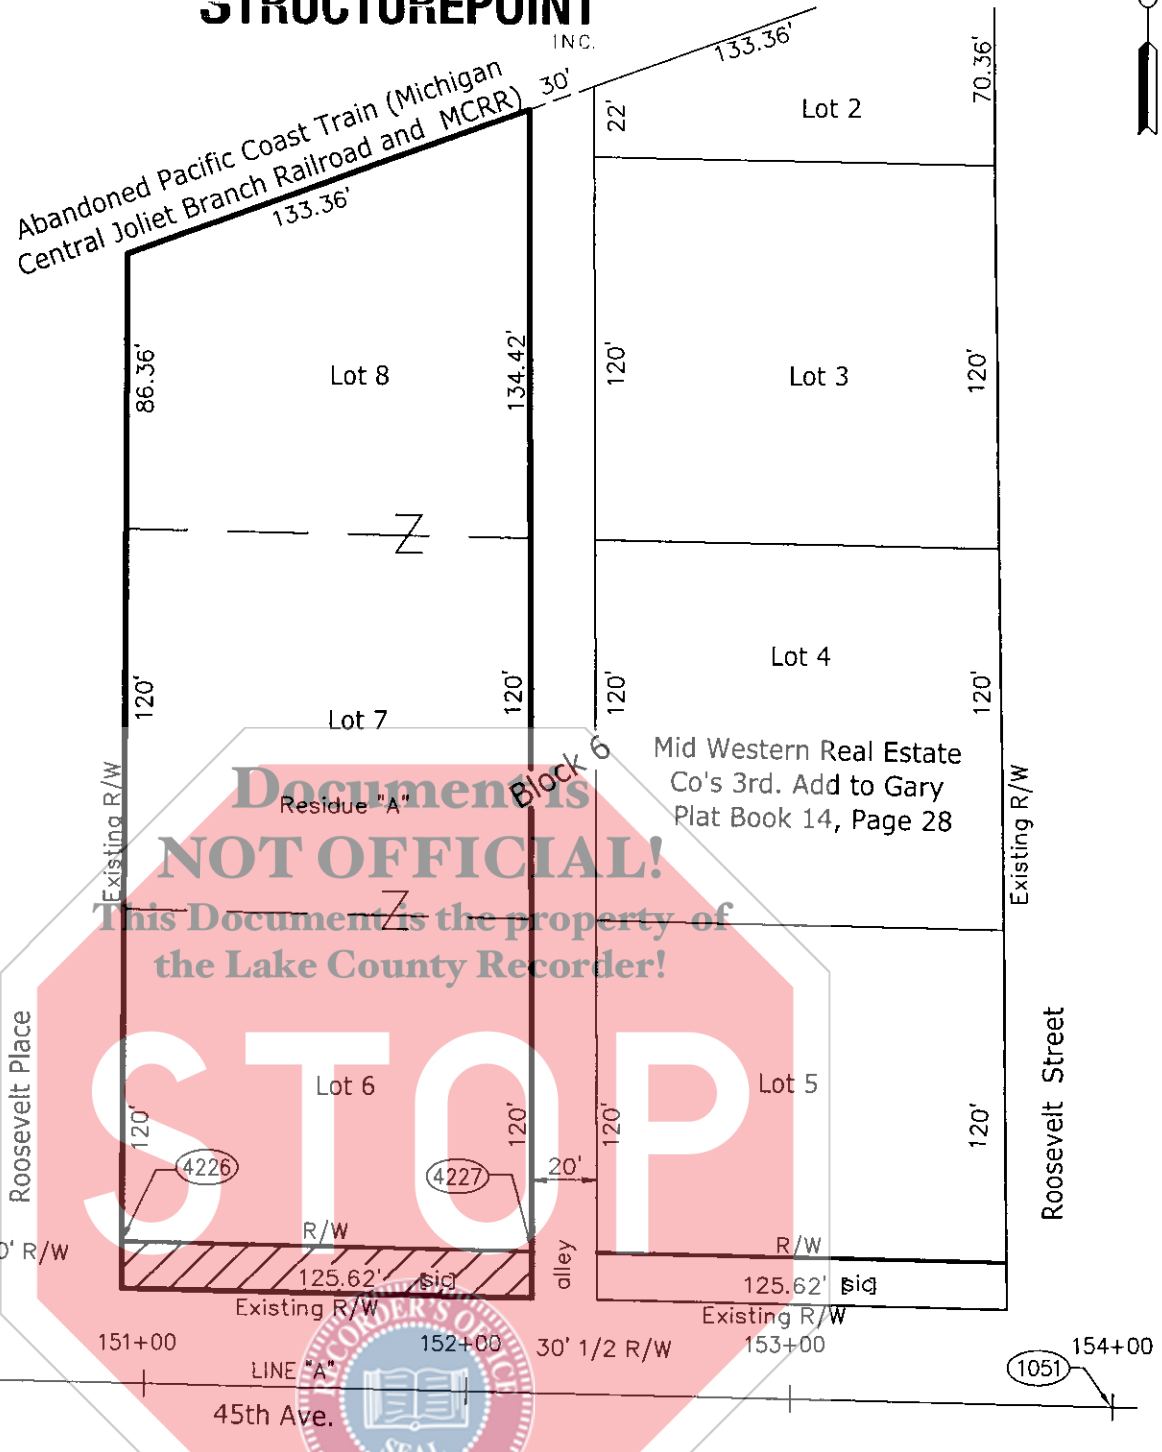 STRUCTUREPOINT
INC.
133.36'
70.36'
30'
22'
Lot 2
Abandoned Pacific Coast Train (Michigan
Central Joliet Branch Railroad and MCRR)
133.36'
86.36'
Lot 8
134.42'
120'
Lot 3
120'
Z
120'
Lot 7
120'
120'
Lot 4
120'
Block 6
Mid Western Real Estate
Co's 3rd. Add to Gary
Plat Book 14, Page 28
Existing R/W
Residue "A"
Existing R/W
Document is
NOT OFFICIAL!
This Document is the property of
the Lake County Recorder!
Z
STOP
Roosevelt Place
120'
Lot 6
120'
120'
Lot 5
120'
Roosevelt Street
4226
4227
20'
0' R/W
R/W
alley
R/W
125.62' [sic]
125.62' [sic]
Existing R/W
Existing R/W
151+00
152+00
30' 1/2 R/W
153+00
154+00
LINE "A"
1051
45th Ave.
RECORDER'S OFFICE
SEAL